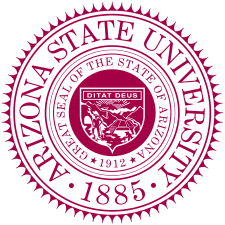 · ARIZONA STATE UNIVERSITY ·
1885
GREAT SEAL OF THE STATE OF ARIZONA
DITAT DEUS
· 1912 ·